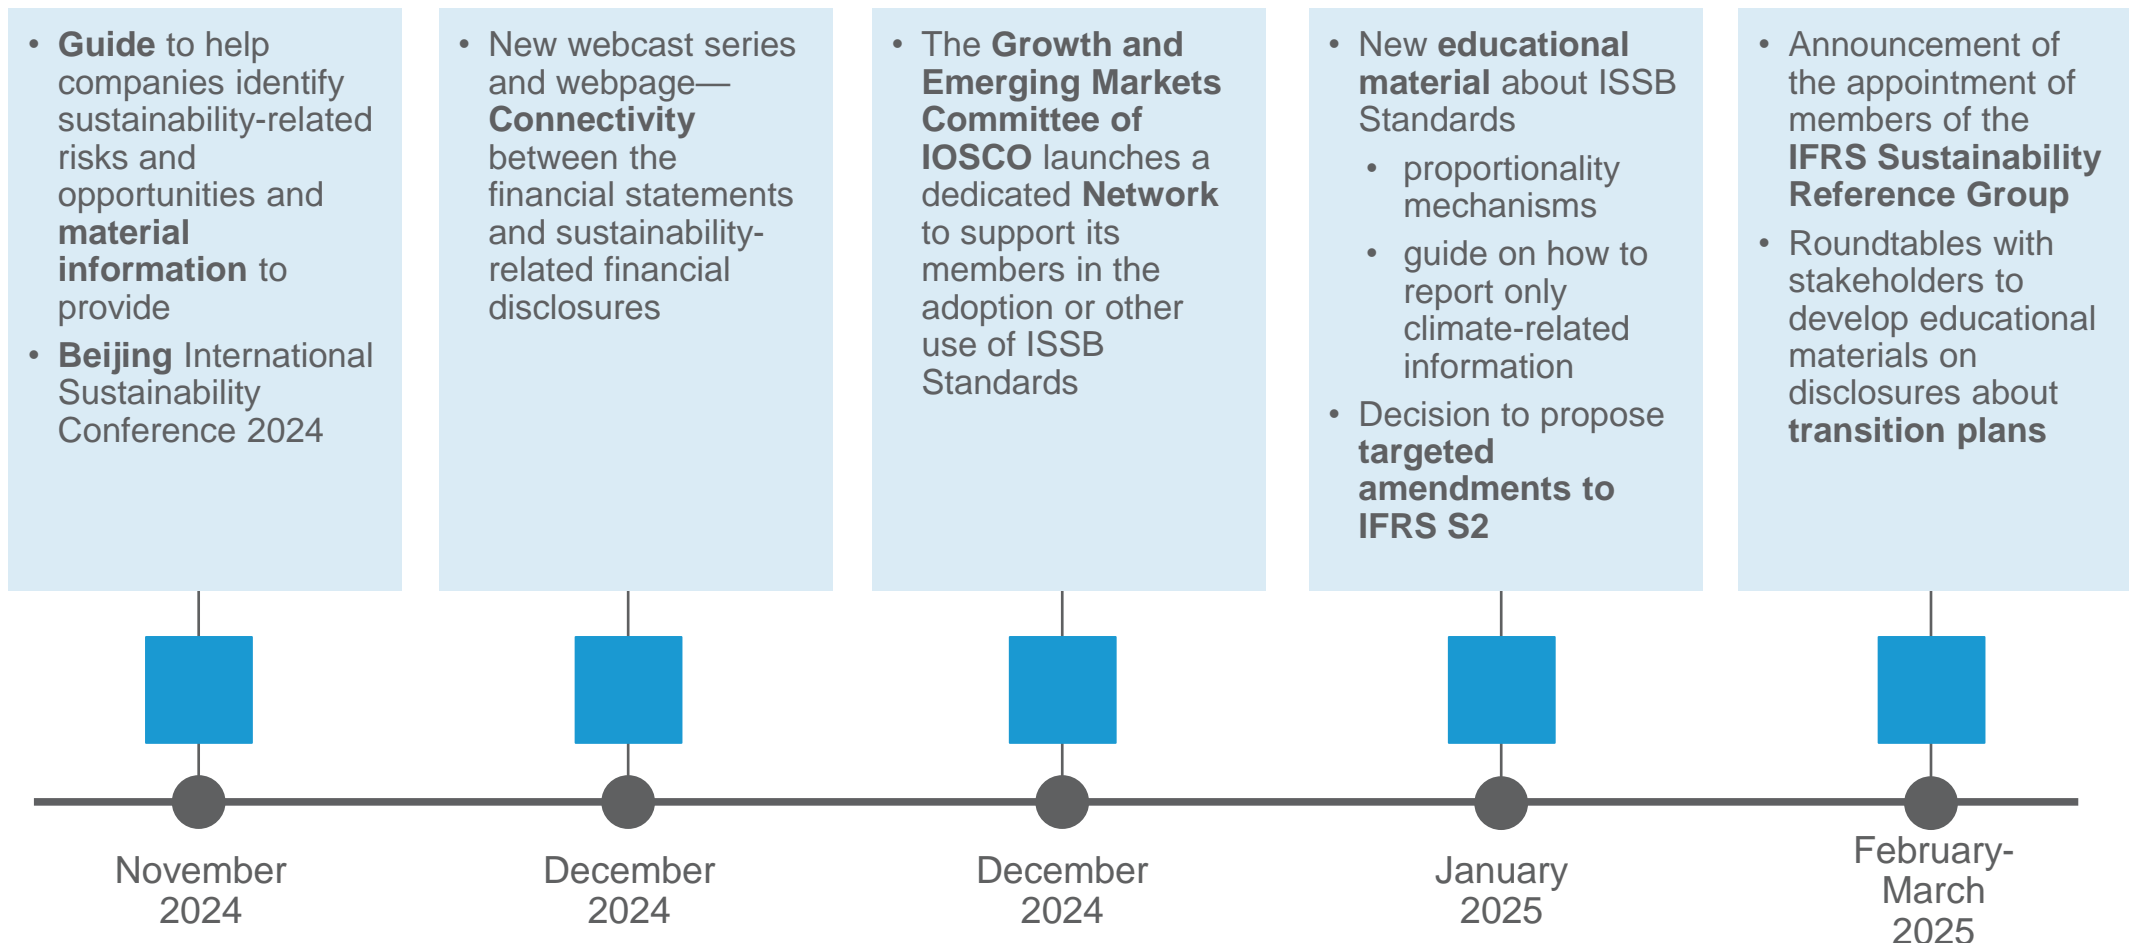 • Guide to help
companies identify
sustainability-related
risks and
opportunities and
material
information to
provide
• Beijing International
Sustainability
Conference 2024
• New webcast series
and webpage—
Connectivity
between the
financial statements
and sustainability-
related financial
disclosures
• The Growth and
Emerging Markets
Committee of
IOSCO launches a
dedicated Network
to support its
members in the
adoption or other
use of ISSB
Standards
• New educational
material about ISSB
Standards
• proportionality
mechanisms
• guide on how to
report only
climate-related
information
• Decision to propose
targeted
amendments to
IFRS S2
• Announcement of
the appointment of
members of the
IFRS Sustainability
Reference Group
• Roundtables with
stakeholders to
develop educational
materials on
disclosures about
transition plans
November
2024
December
2024
December
2024
January
2025
February-
March
2025